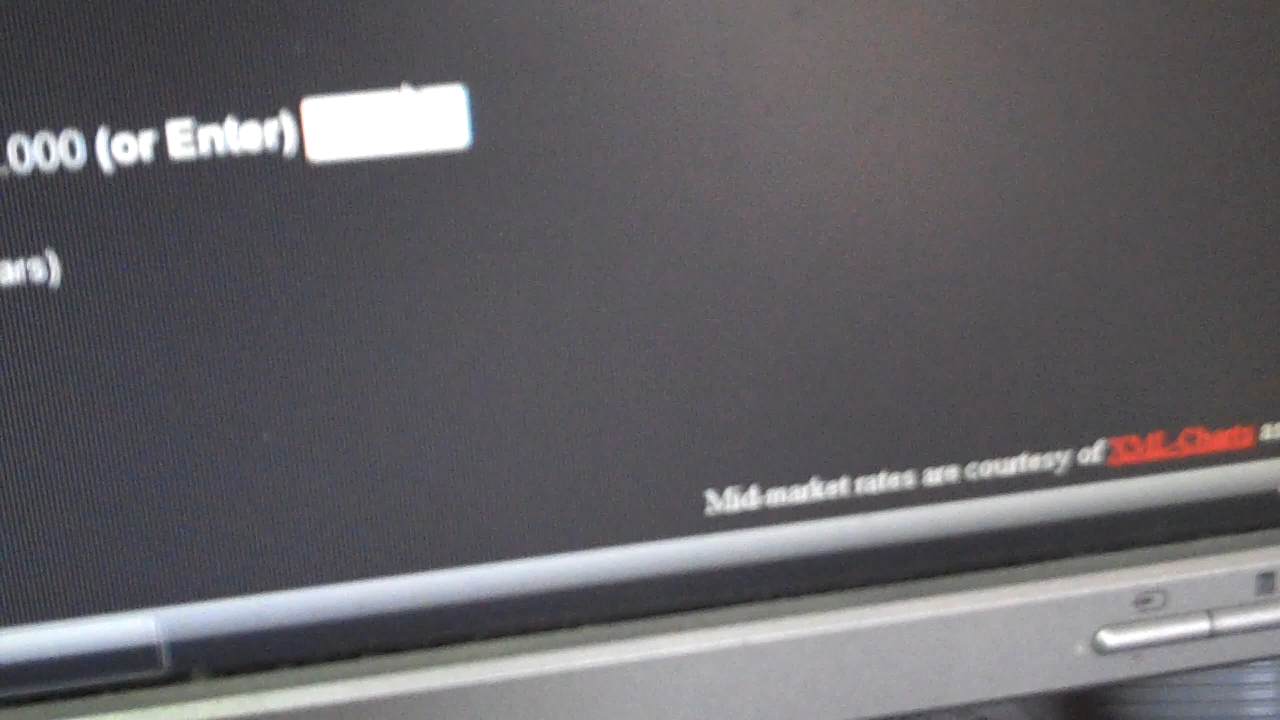 .000 (or Enter)
ars)
Mid-market rates are courtesy of XML-Charts a